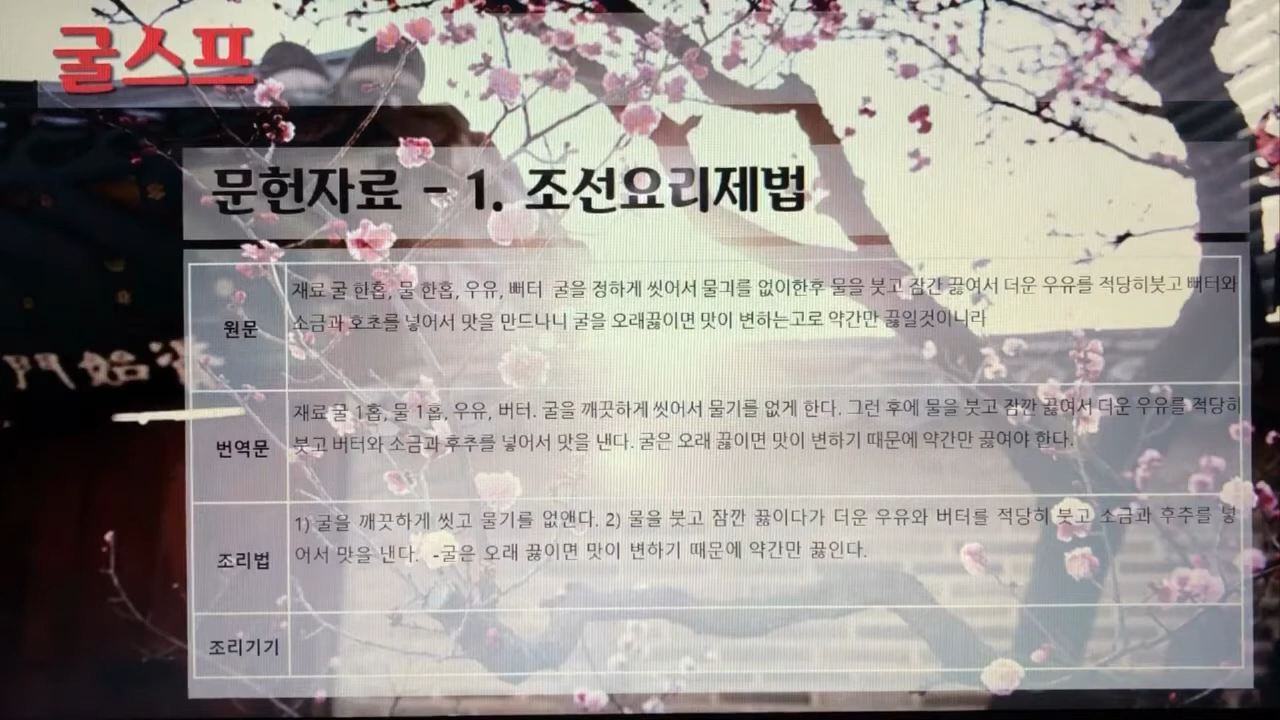 굴스프
문헌자료 - 1. 조선요리제법
원문
재료 굴 한홉, 물 한홉, 우유, 뻐터 굴을 정하게 씻어서 물기를 없이한후 물을 붓고 잠간 끓여서 더운 우유를 적당히붓고 뻐터와
소금과 호초를 넣어서 맛을 만드나니 굴을 오래끓이면 맛이 변하는고로 약간만 끓일것이니라
번역문
재료 굴 1홉, 물 1홉, 우유, 버터. 굴을 깨끗하게 씻어서 물기를 없게 한다. 그런 후에 물을 붓고 잠깐 끓여서 더운 우유를 적당히
붓고 버터와 소금과 후추를 넣어서 맛을 낸다. 굴은 오래 끓이면 맛이 변하기 때문에 약간만 끓여야 한다.
조리법
1) 굴을 깨끗하게 씻고 물기를 없앤다. 2) 물을 붓고 잠깐 끓이다가 더운 우유와 버터를 적당히 붓고 소금과 후추를 넣
어서 맛을 낸다. -굴은 오래 끓이면 맛이 변하기 때문에 약간만 끓인다.
조리기기